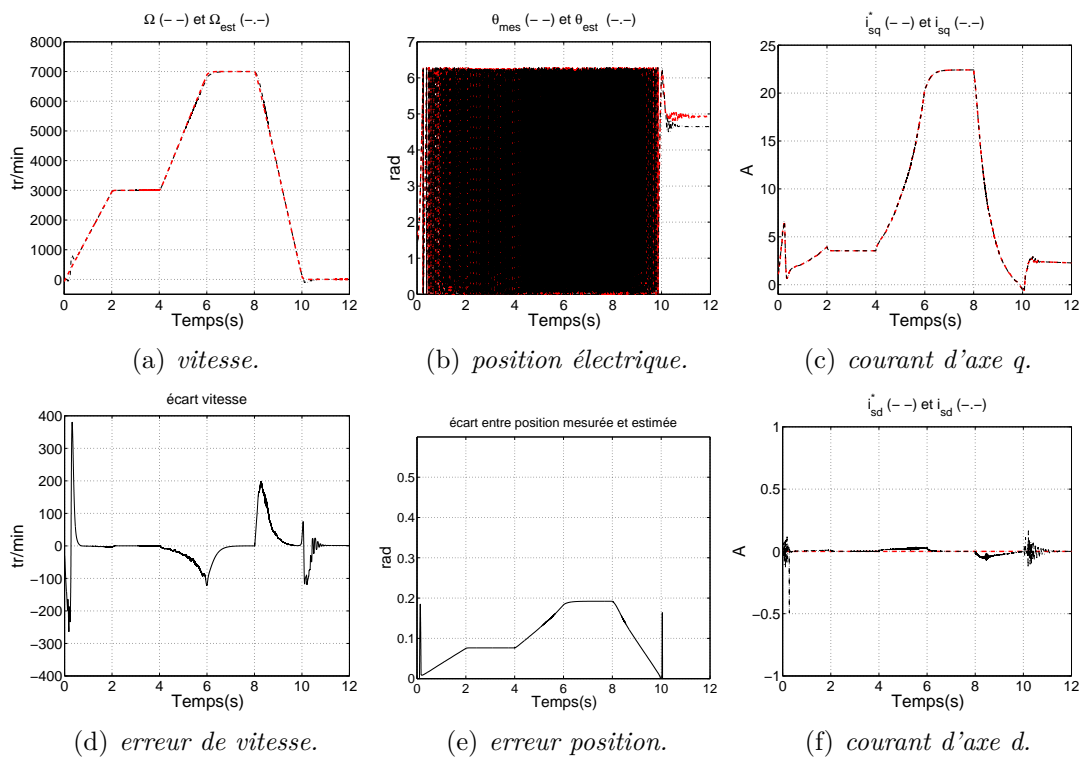 Ω (− −) et Ω_est (−.−)
8000
7000
6000
5000
4000
3000
2000
1000
0
tr/min
0 2 4 6 8 10 12
Temps(s)
(a) vitesse.
θ_mes (− −) et θ_est (−.−)
7
6
5
4
3
2
1
0
rad
0 1 2 3 4 5 6 7 8 9 10 11 12
Temps(s)
(b) position électrique.
i*_sq (− −) et i_sq (−.−)
25
20
15
10
5
0
A
0 2 4 6 8 10 12
Temps(s)
(c) courant d'axe q.
écart vitesse
400
300
200
100
0
−100
−200
−300
−400
tr/min
0 2 4 6 8 10 12
Temps(s)
(d) erreur de vitesse.
écart entre position mesurée et estimée
0.5
0.4
0.3
0.2
0.1
0
rad
0 2 4 6 8 10 12
Temps(s)
(e) erreur position.
i*_sd (− −) et i_sd (−.−)
1
0.5
0
−0.5
−1
A
0 2 4 6 8 10 12
Temps(s)
(f) courant d'axe d.